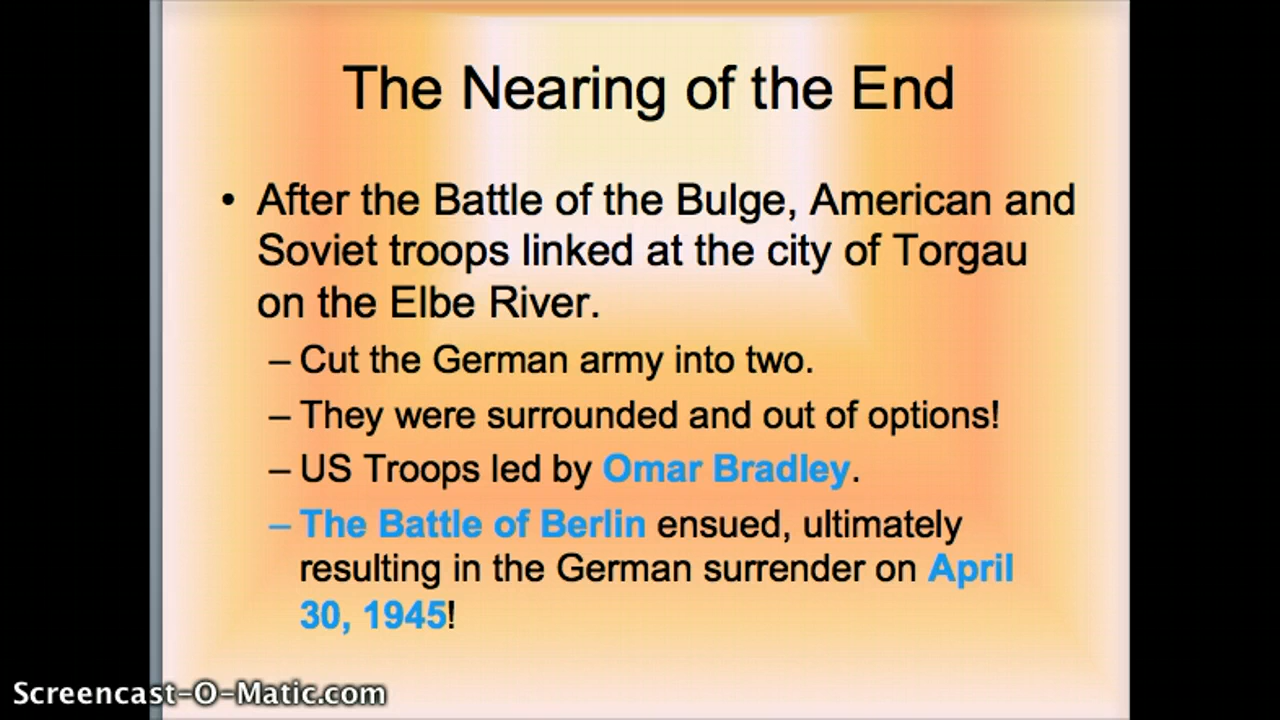 The Nearing of the End
• After the Battle of the Bulge, American and
Soviet troops linked at the city of Torgau
on the Elbe River.
– Cut the German army into two.
– They were surrounded and out of options!
– US Troops led by Omar Bradley.
– The Battle of Berlin ensued, ultimately
resulting in the German surrender on April
30, 1945!
Screencast-O-Matic.com